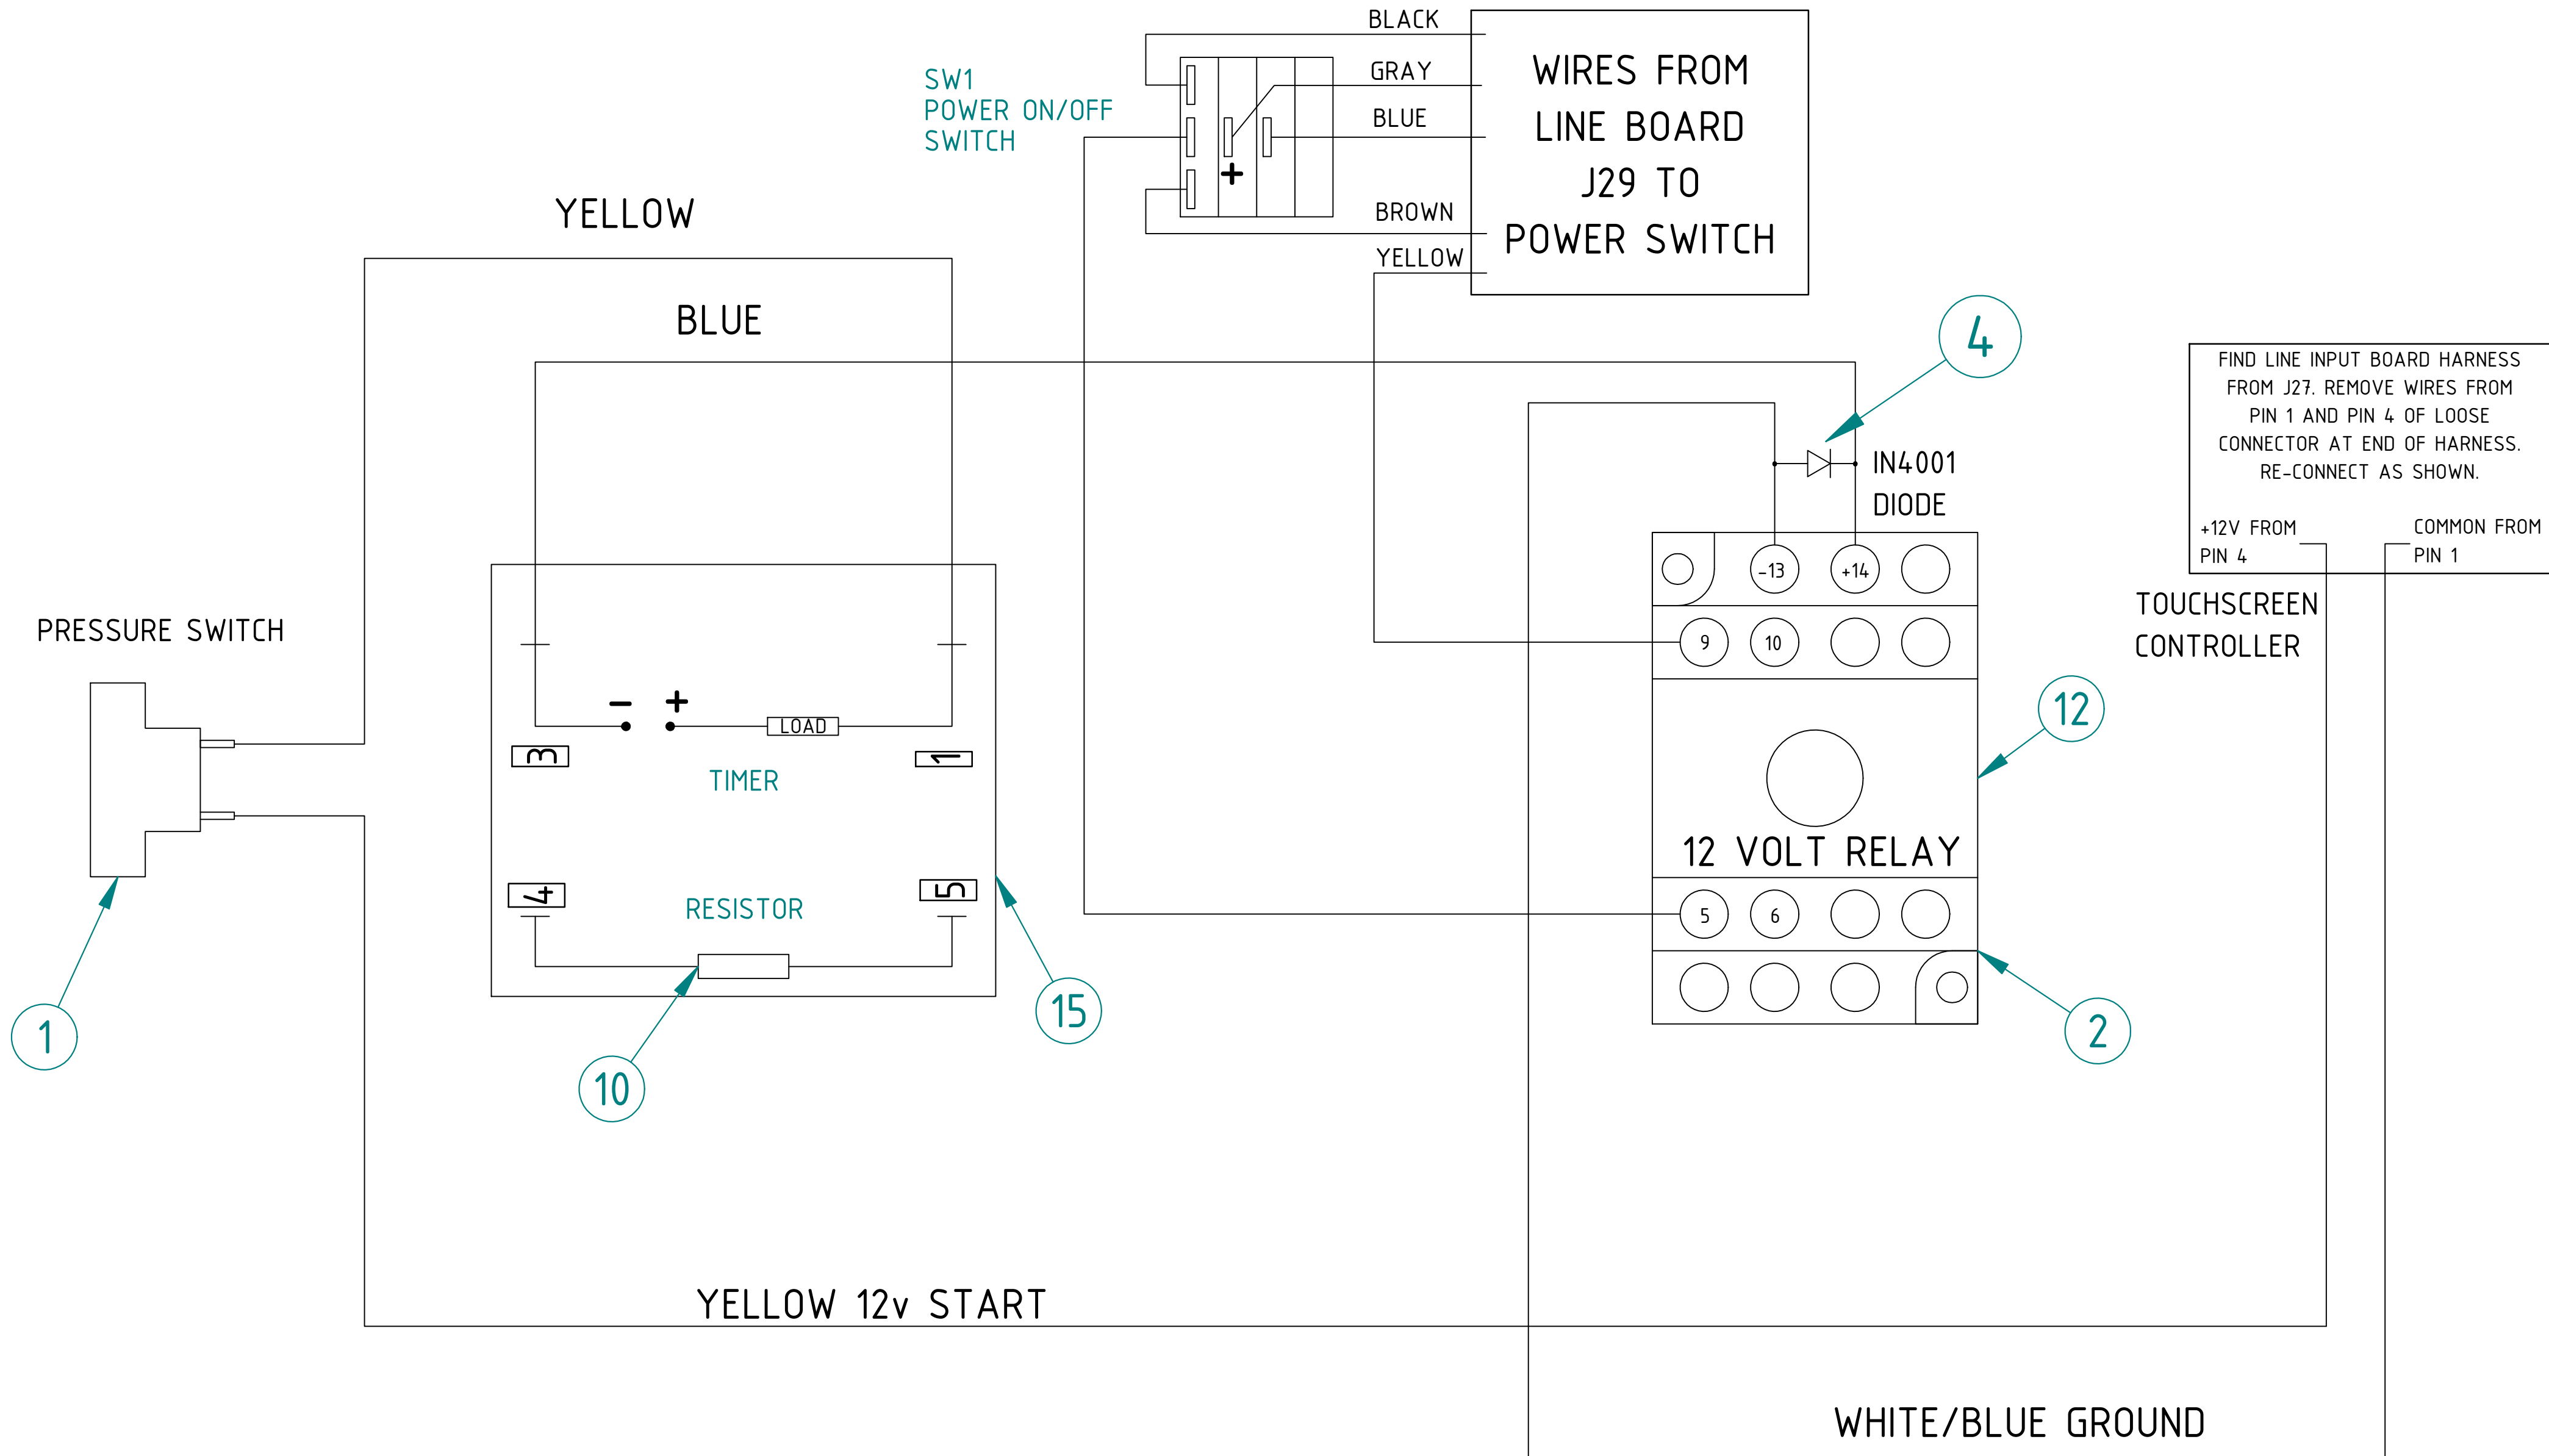 BLACK
GRAY
BLUE
BROWN
YELLOW
WIRES FROM
LINE BOARD
J29 TO
POWER SWITCH
SW1
POWER ON/OFF
SWITCH
+
YELLOW
BLUE
4
IN4001
DIODE
FIND LINE INPUT BOARD HARNESS
FROM J27. REMOVE WIRES FROM
PIN 1 AND PIN 4 OF LOOSE
CONNECTOR AT END OF HARNESS.
RE-CONNECT AS SHOWN.
+12V FROM
PIN 4
COMMON FROM
PIN 1
TOUCHSCREEN
CONTROLLER
PRESSURE SWITCH
1
- +
LOAD
3
1
TIMER
4
5
RESISTOR
10
15
-13
+14
9
10
12 VOLT RELAY
5
6
12
2
YELLOW 12v START
WHITE/BLUE GROUND